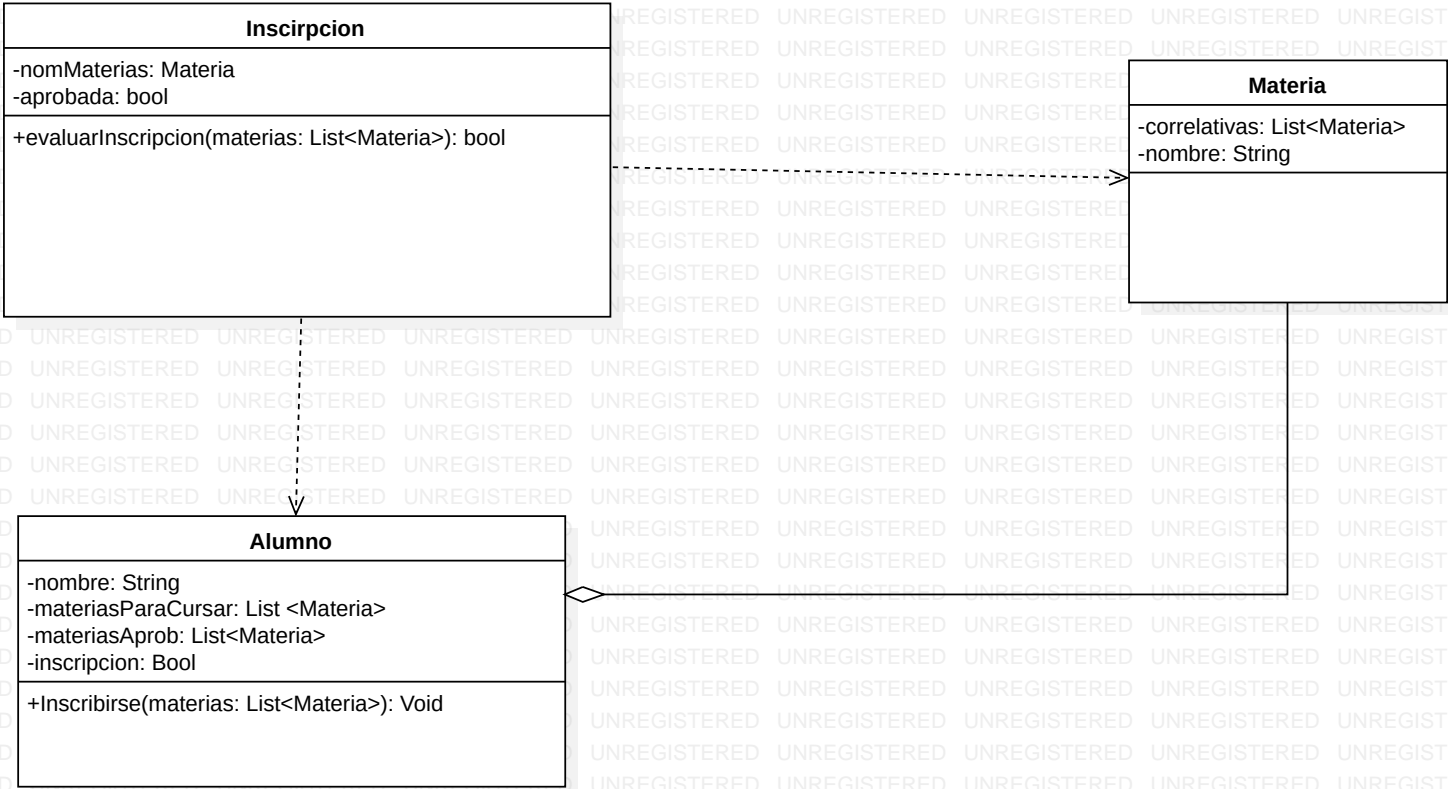 Inscirpcion
-nomMaterias: Materia
-aprobada: bool
+evaluarInscripcion(materias: List<Materia>): bool
Materia
-correlativas: List<Materia>
-nombre: String
Alumno
-nombre: String
-materiasParaCursar: List <Materia>
-materiasAprob: List<Materia>
-inscripcion: Bool
+Inscribirse(materias: List<Materia>): Void
UNREGISTERED